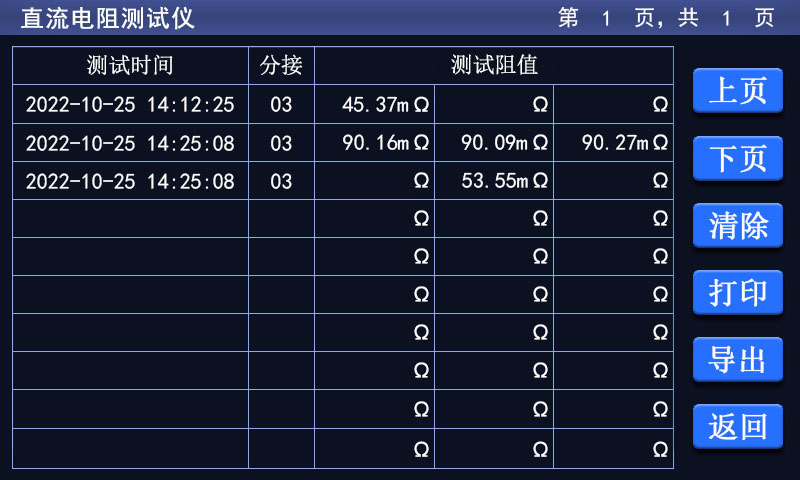 直流电阻测试仪 第 1 页，共 1 页
测试时间 分接 测试阻值
2022-10-25 14:12:25 03 45.37mΩ Ω Ω
2022-10-25 14:25:08 03 90.16mΩ 90.09mΩ 90.27mΩ
2022-10-25 14:25:08 03 Ω 53.55mΩ Ω
Ω Ω Ω
Ω Ω Ω
Ω Ω Ω
Ω Ω Ω
Ω Ω Ω
Ω Ω Ω
Ω Ω Ω
上页
下页
清除
打印
导出
返回